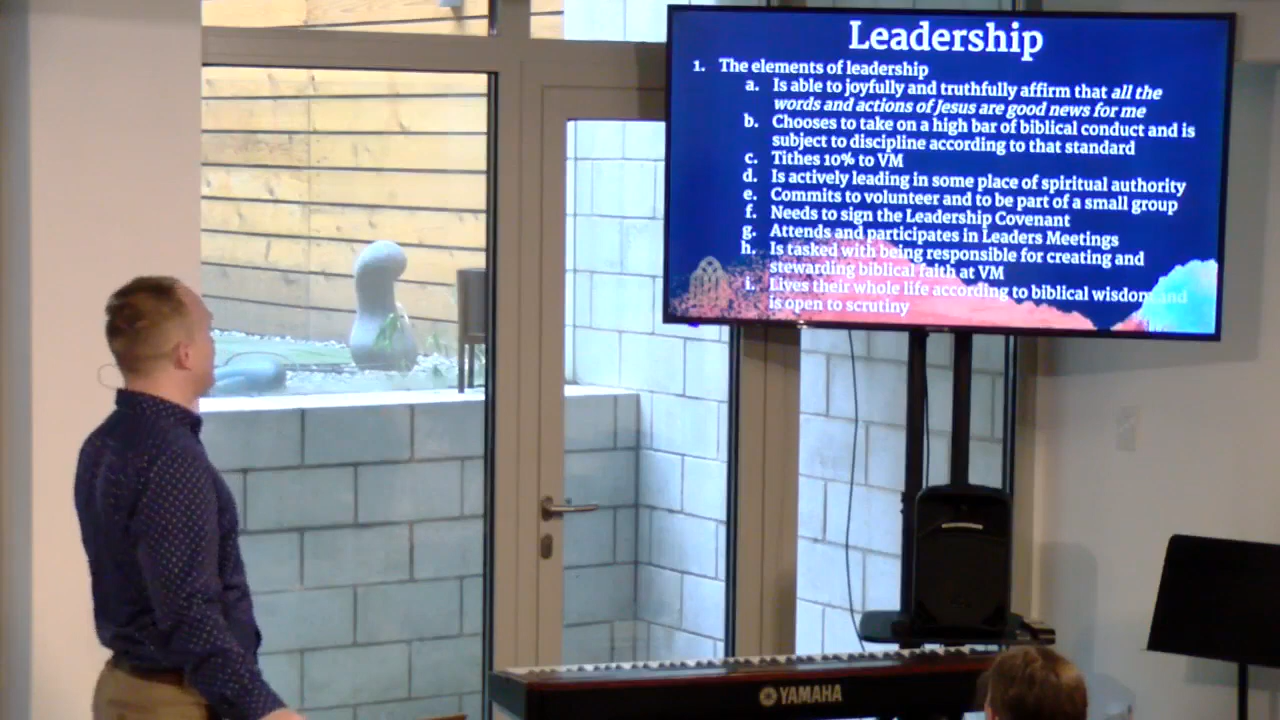 Leadership
1. The elements of leadership
a. Is able to joyfully and truthfully affirm that all the
words and actions of Jesus are good news for me
b. Chooses to take on a high bar of biblical conduct and is
subject to discipline according to that standard
c. Tithes 10% to VM
d. Is actively leading in some place of spiritual authority
e. Commits to volunteer and to be part of a small group
f. Needs to sign the Leadership Covenant
g. Attends and participates in Leaders Meetings
h. Is tasked with being responsible for creating and
stewarding biblical faith at VM
i. Lives their whole life according to biblical wisdom and
is open to scrutiny
YAMAHA